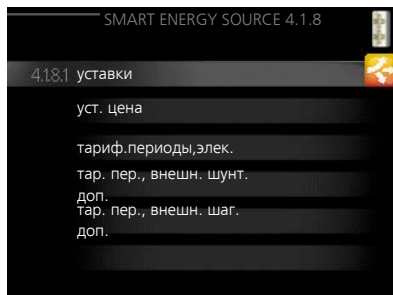 SMART ENERGY SOURCE 4.1.8
4.1.8.1 уставки
уст. цена
тариф.периоды,элек.
тар. пер., внешн. шунт.
доп.
тар. пер., внешн. шаг.
доп.